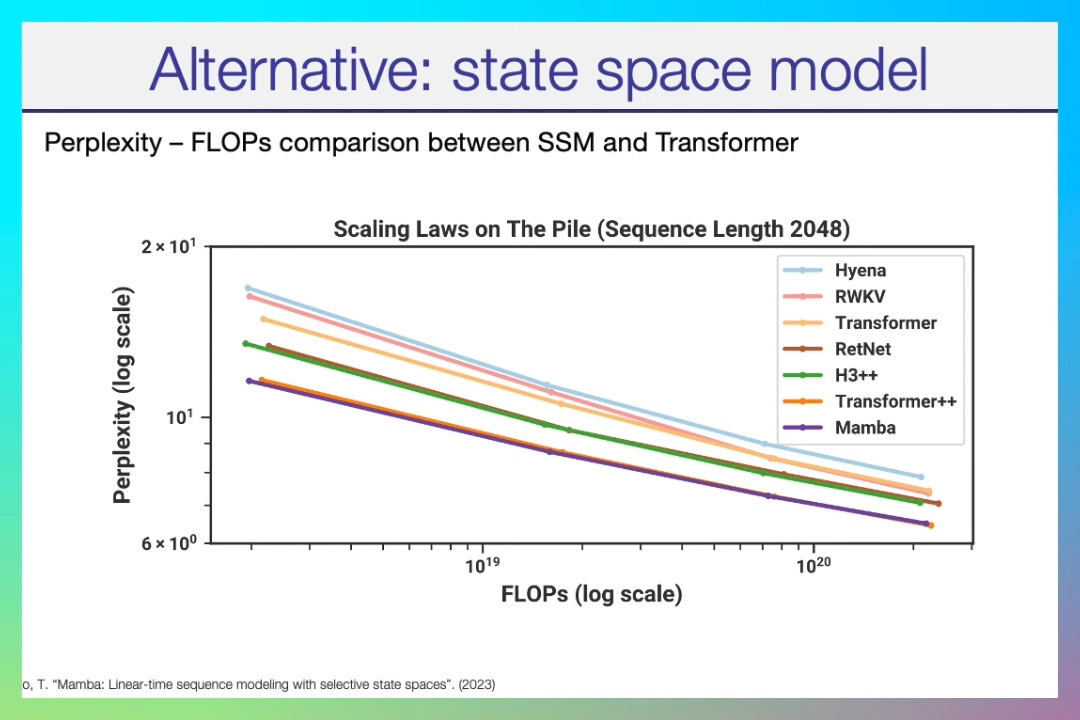 Alternative: state space model
Perplexity – FLOPs comparison between SSM and Transformer
Scaling Laws on The Pile (Sequence Length 2048)
2 × 10¹
10¹
6 × 10⁰
Perplexity (log scale)
Hyena
RWKV
Transformer
RetNet
H3++
Transformer++
Mamba
10¹⁹
10²⁰
FLOPs (log scale)
o, T. “Mamba: Linear-time sequence modeling with selective state spaces”. (2023)